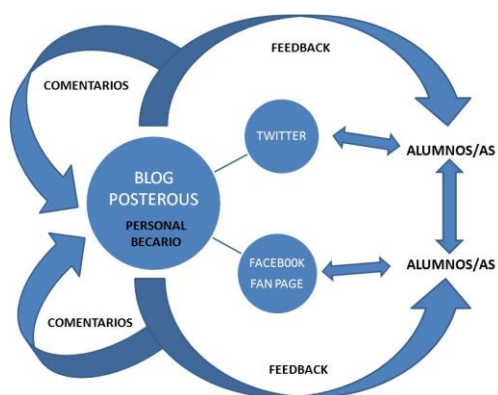 FEEDBACK
COMENTARIOS
TWITTER
ALUMNOS/AS
BLOG
POSTEROUS
PERSONAL
BECARIO
FACEBOOK
FAN PAGE
ALUMNOS/AS
COMENTARIOS
FEEDBACK